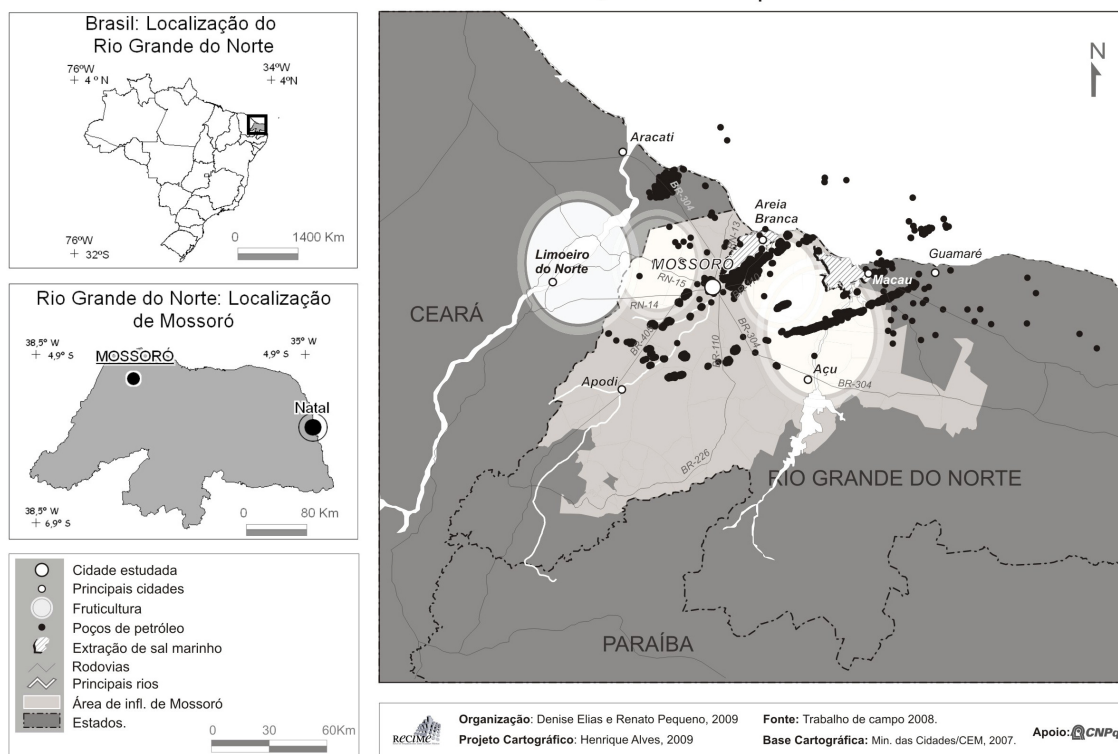 Brasil: Localização do
Rio Grande do Norte
76ºW
+ 4 º N
34ºW
+ 4ºN
76ºW
+ 32ºS
0 1400 Km
Rio Grande do Norte: Localização
de Mossoró
38,5º W
+ 4,9º S
MOSSORÓ
35º W
4,9º S +
Natal
38,5º W
+ 6,9º S
0 80 Km
Cidade estudada
Principais cidades
Fruticultura
Poços de petróleo
Extração de sal marinho
Rodovias
Principais rios
Área de infl. de Mossoró
Estados.
0 30 60Km
N
Aracati
BR-304
Areia
Branca
RN-13
Guamaré
Limoeiro
do Norte
MOSSORÓ
Macau
RN-15
CEARÁ
RN-14
BR-405
BR-110
BR-304
Apodi
Açu
BR-304
BR-226
RIO GRANDE DO NORTE
PARAÍBA
RECIME
Organização: Denise Elias e Renato Pequeno, 2009
Projeto Cartográfico: Henrique Alves, 2009
Fonte: Trabalho de campo 2008.
Base Cartográfica: Min. das Cidades/CEM, 2007.
Apoio: CNPq